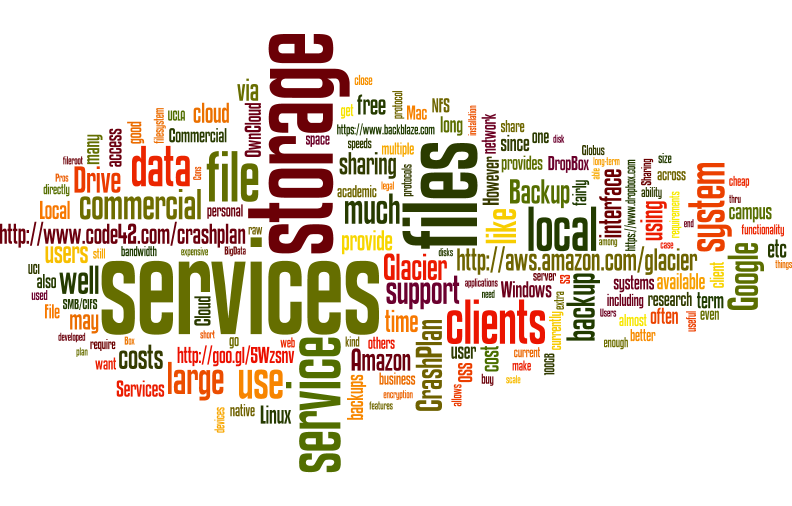 storage
close
via
get
free
protocol
Mac
NFS
UCLA
filesystem
cloud
OwnCloud
good
Commercial
https://www.backblaze.com
long
installation
network
share
many
access
space
speeds
multiple
since
one
disk
fileroot
data
file
Cons
sharing
protocols
files
However
provides
DropBox
Globus
long-term
able
Sharing
size
Pros
directly
Drive
academic
legal
Backup
fairly
interface
https://www.dropbox.com
across
ability
system
cheap
Local
commercial
personal
much
like
local
using
requirements
thru
campus
http://www.code42.com/crashplan
raw
provide
among
case
end
functionality
users
still
bandwidth
expensive
BigData
disks
http://aws.amazon.com/glacier
Google
etc
UCI
also
well
services
Glacier
support
applications
need
server
S3
Windows
extra
backup
systems
available
client
things
used
SMB/CIFS
Cloud
including
research
term
file
may
time
clients
currently
Users
almost
often
useful
even
developed
require
Box
short
go
web
kind
others
CrashPlan
enough
better
plan
want
costs
http://goo.gl/5Wzsnv
service
Amazon
user
cost
current
make
100GB
Services
large
use
backups
business
encryption
features
allows
OSS
buy
scale
devices
native
Linux